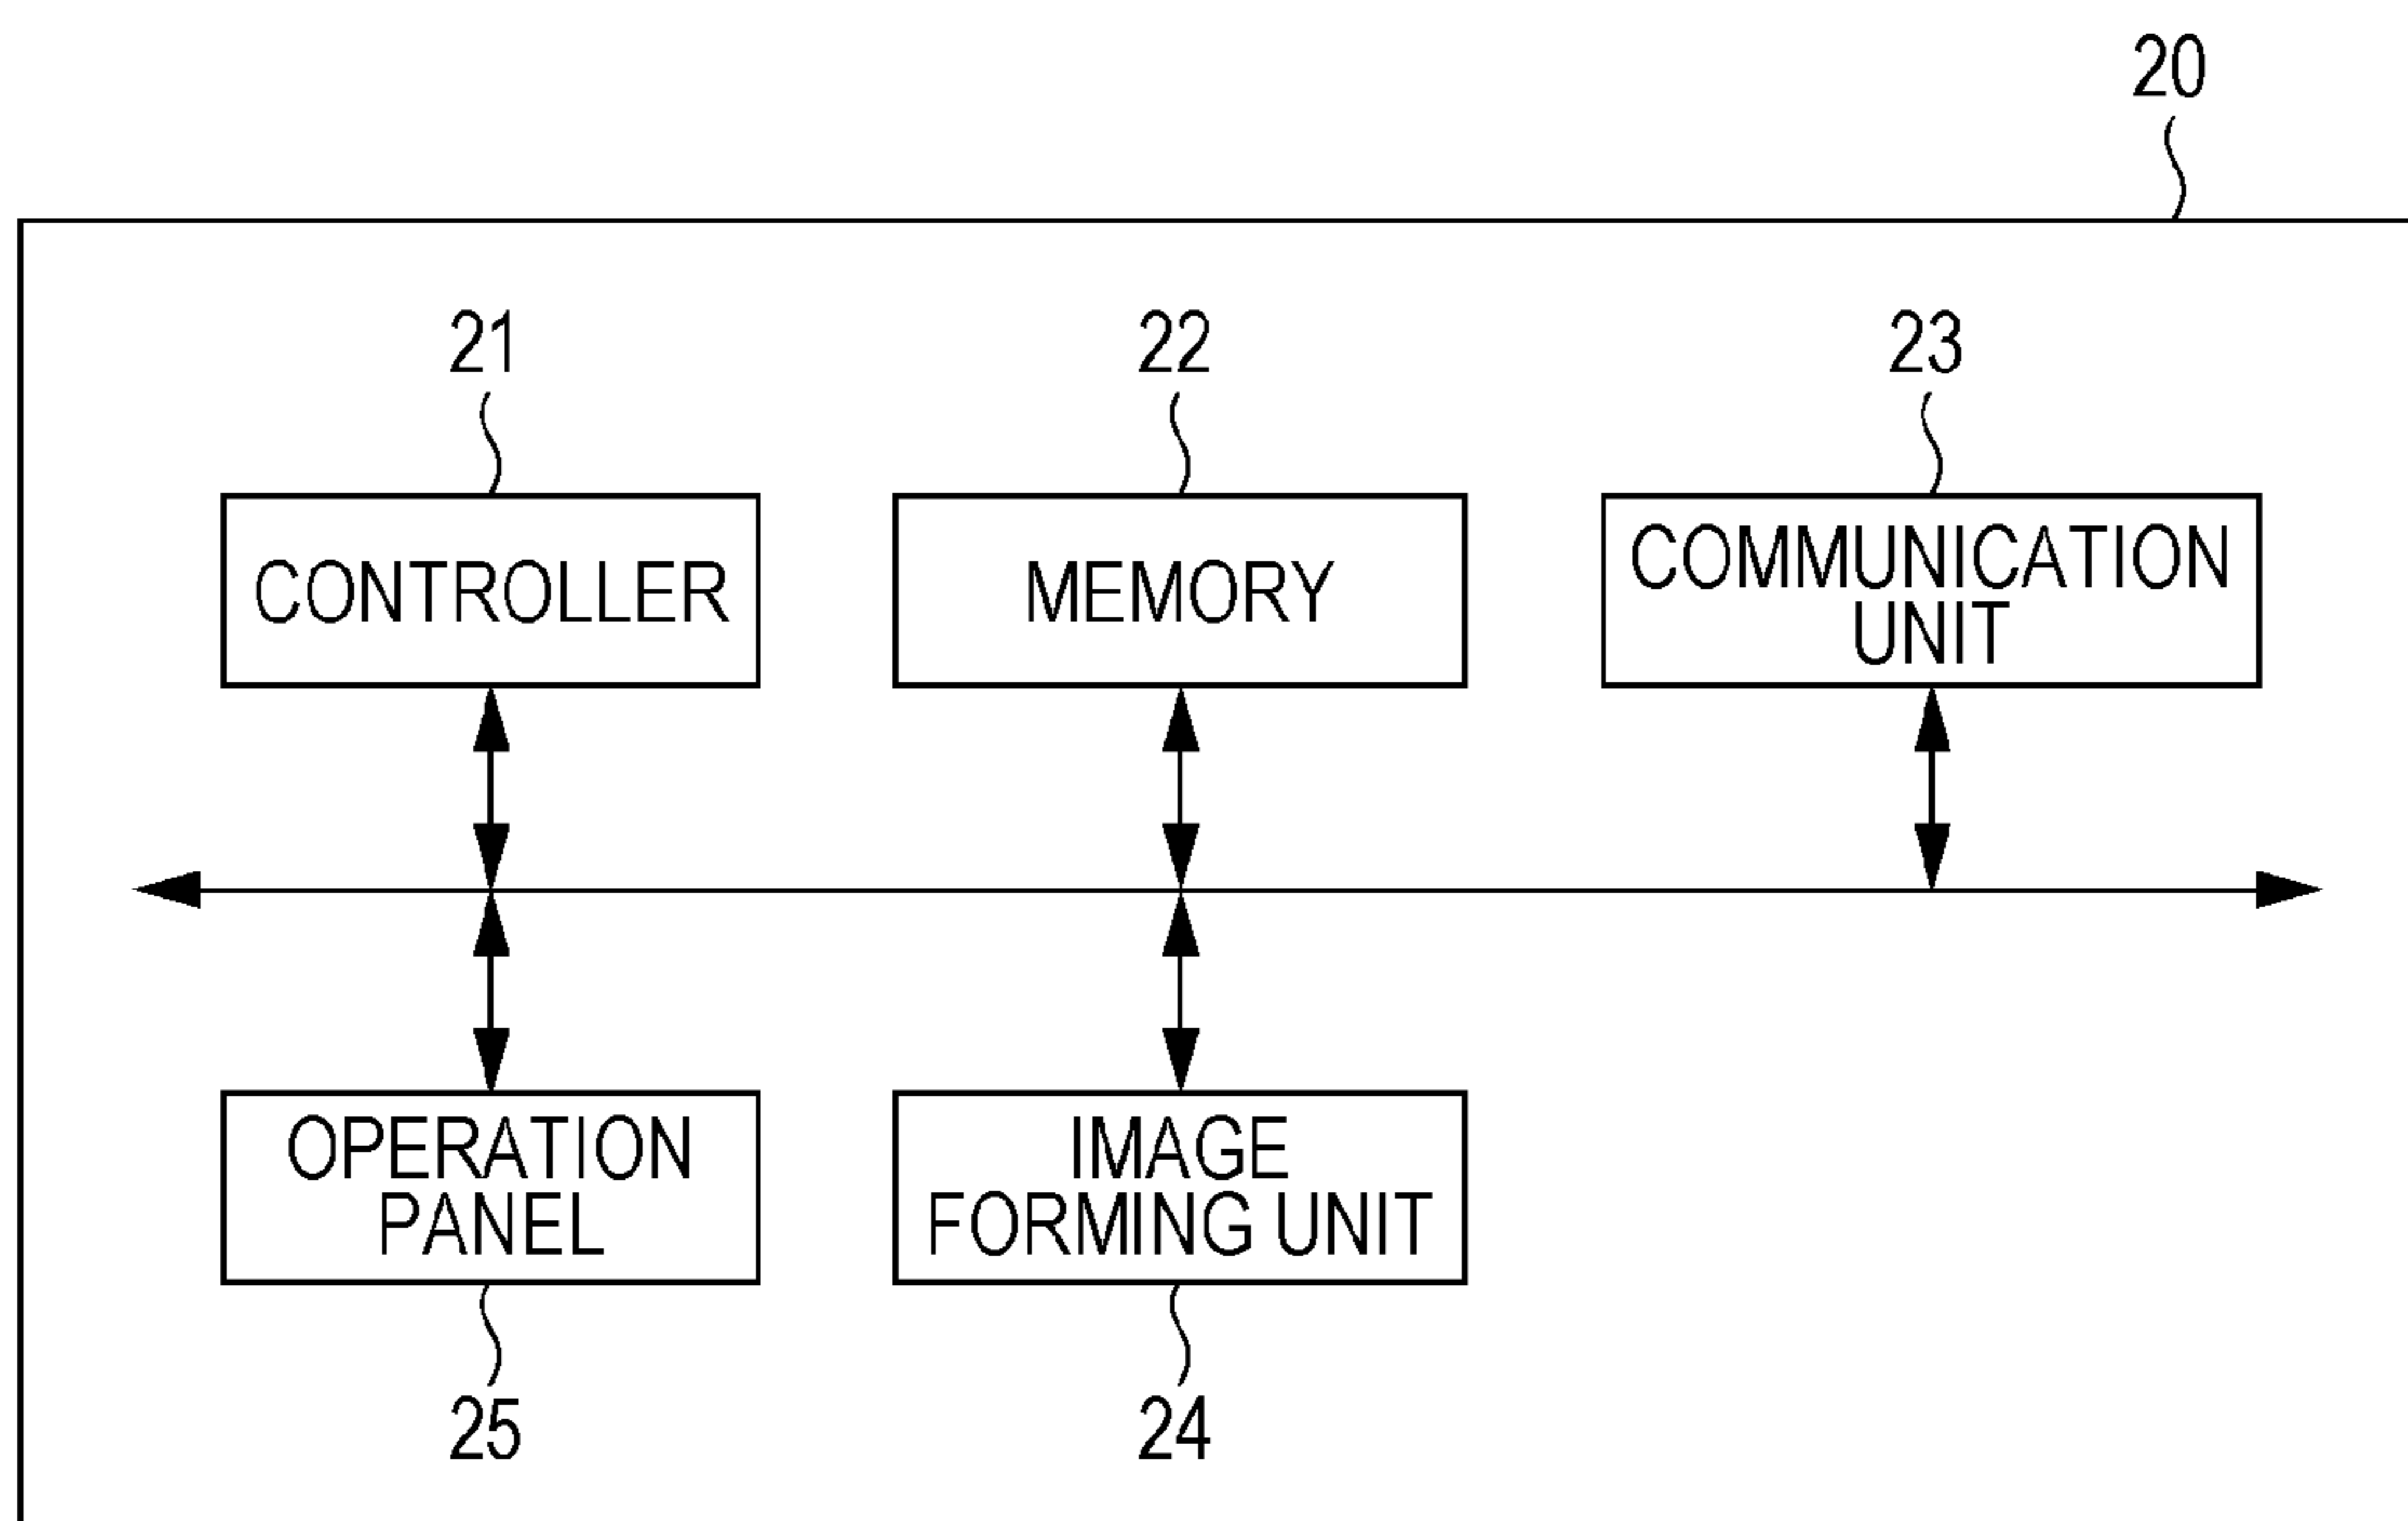 20
21
22
23
CONTROLLER
MEMORY
COMMUNICATION
UNIT
OPERATION
PANEL
IMAGE
FORMING UNIT
25
24